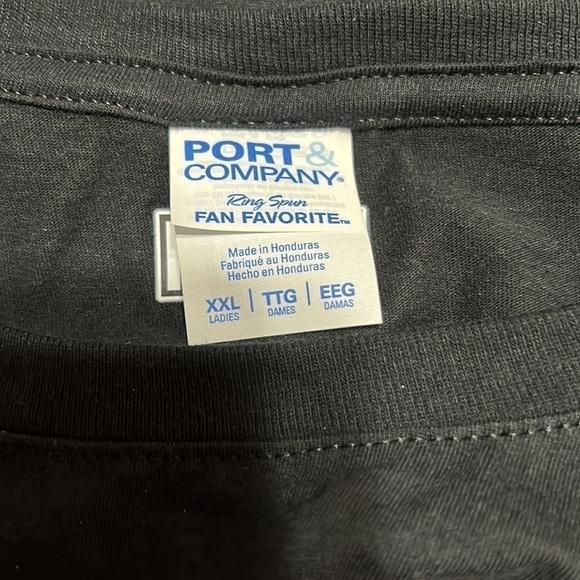 PORT &
COMPANY®
Ring Spun
FAN FAVORITE™
Made in Honduras
Fabriqué au Honduras
Hecho en Honduras
XXL | TTG | EEG
LADIES DAMES DAMAS